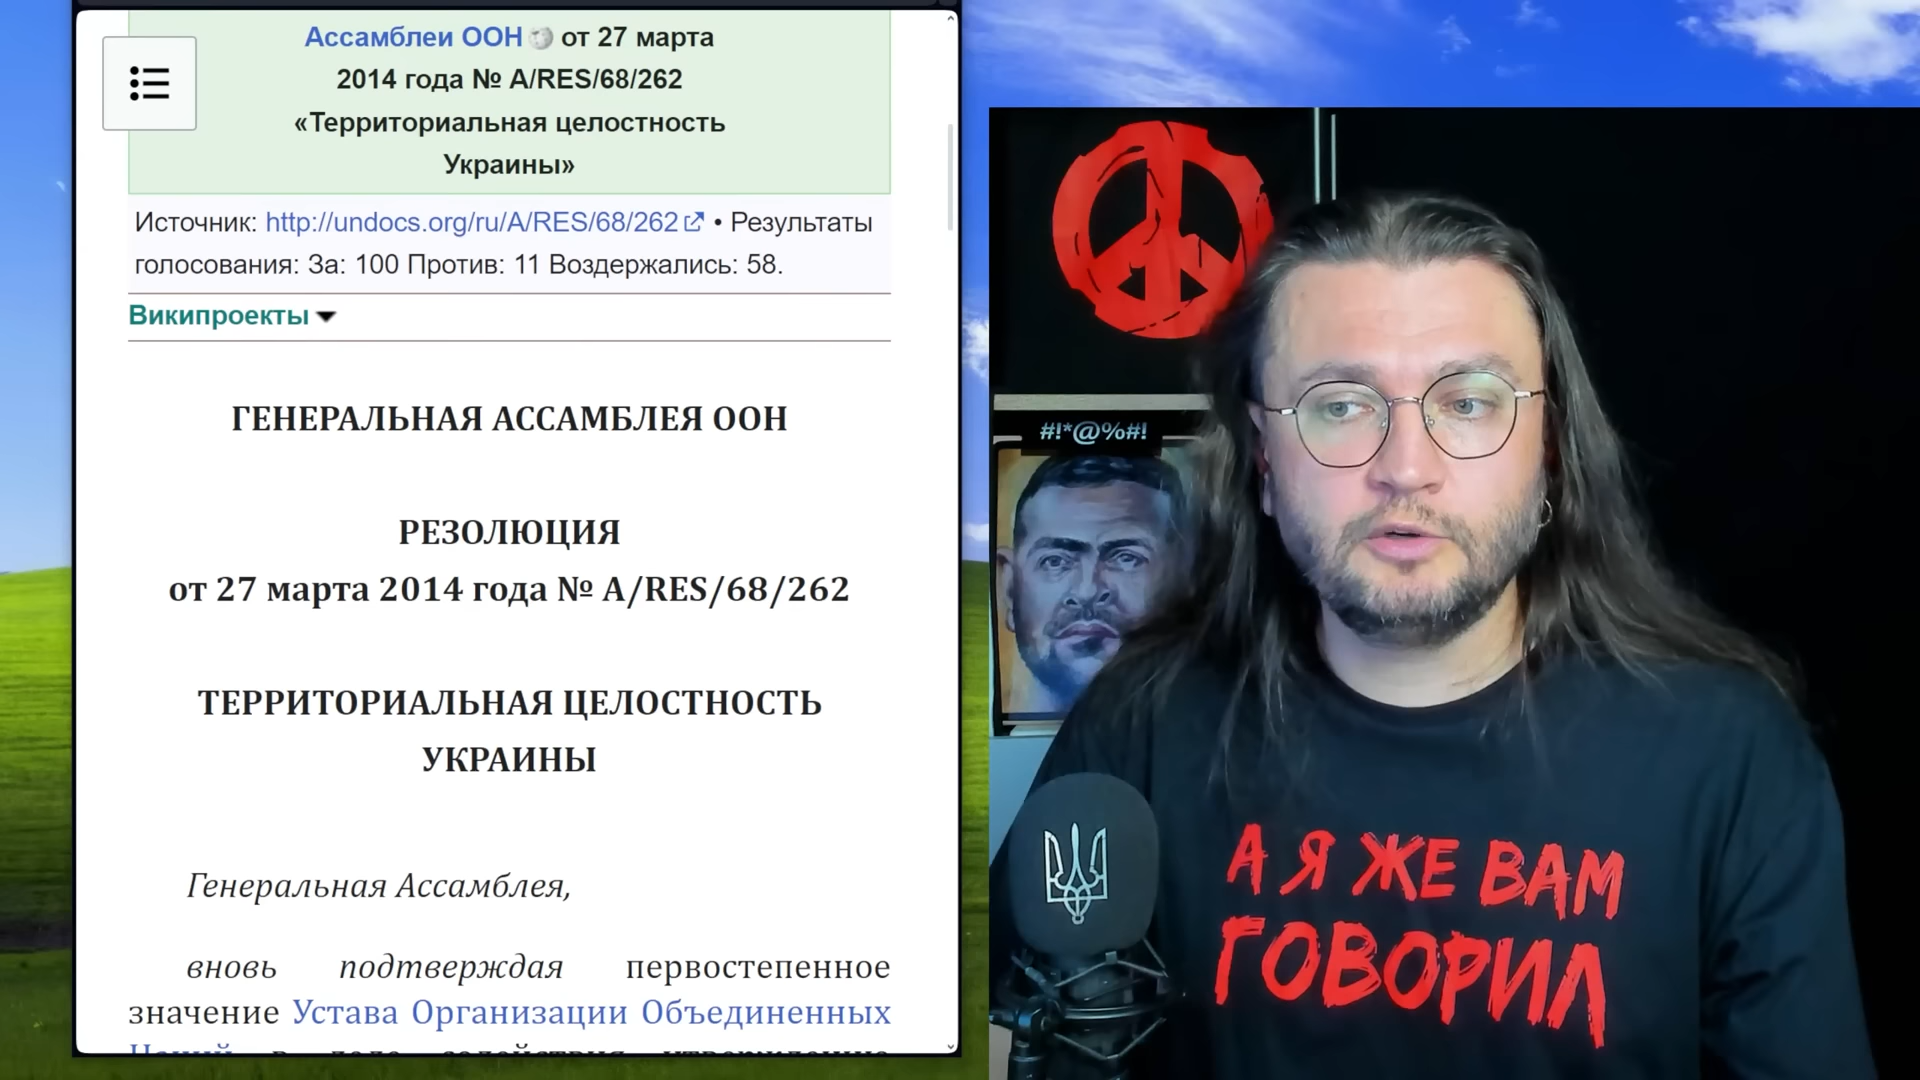 Ассамблеи ООН от 27 марта
2014 года № A/RES/68/262
«Территориальная целостность
Украины»
Источник: http://undocs.org/ru/A/RES/68/262 • Результаты
голосования: За: 100 Против: 11 Воздержались: 58.
Википроекты
ГЕНЕРАЛЬНАЯ АССАМБЛЕЯ ООН
РЕЗОЛЮЦИЯ
от 27 марта 2014 года № A/RES/68/262
ТЕРРИТОРИАЛЬНАЯ ЦЕЛОСТНОСТЬ
УКРАИНЫ
Генеральная Ассамблея,
вновь подтверждая первостепенное
значение Устава Организации Объединенных
#!*@%#!
А Я ЖЕ ВАМ
ГОВОРИЛ